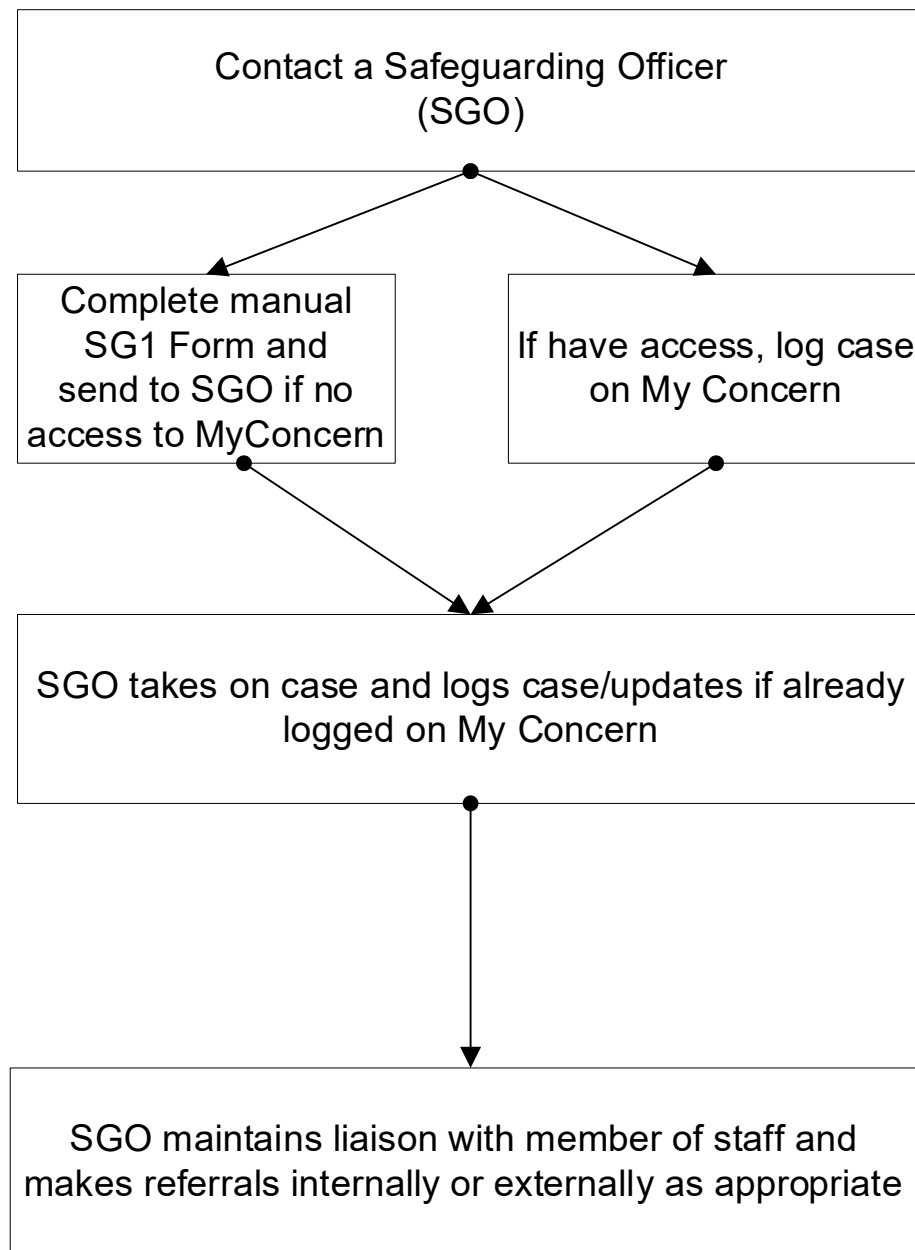 Contact a Safeguarding Officer
(SGO)
Complete manual
SG1 Form and
send to SGO if no
access to MyConcern
If have access, log case
on My Concern
SGO takes on case and logs case/updates if already
logged on My Concern
SGO maintains liaison with member of staff and
makes referrals internally or externally as appropriate